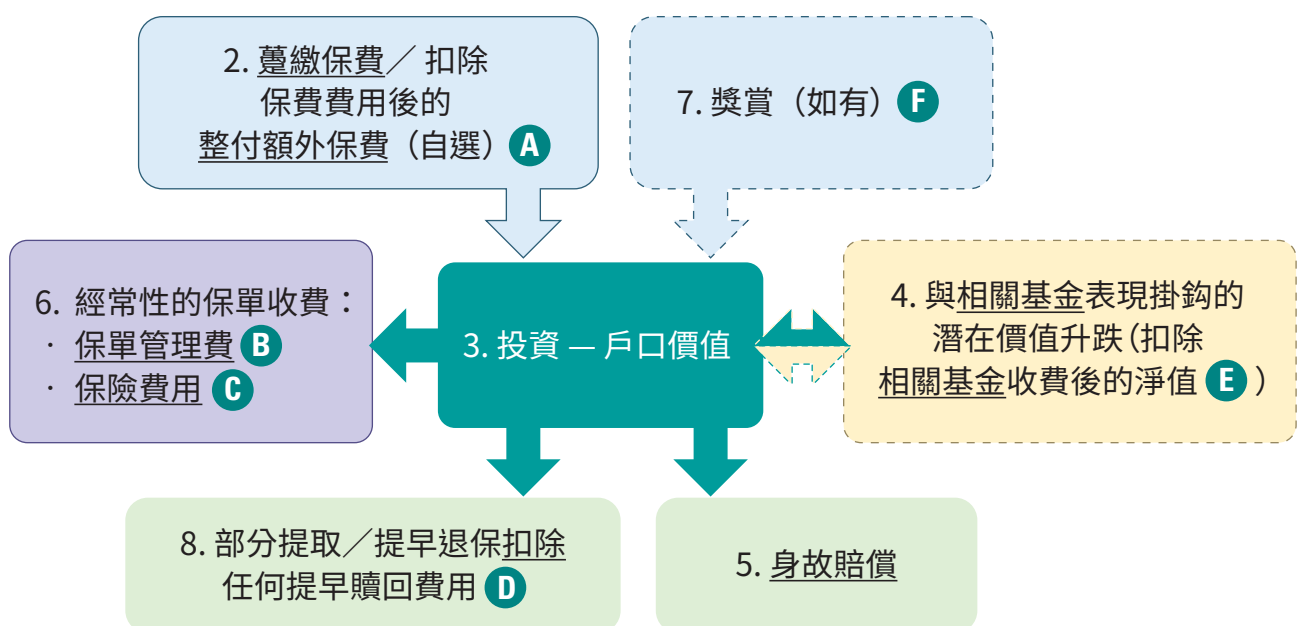 2. 躉繳保費／扣除
保費費用後的
整付額外保費（自選）A
7. 獎賞（如有）F
6. 經常性的保單收費：
· 保單管理費 B
· 保險費用 C
3. 投資 — 戶口價值
4. 與相關基金表現掛鈎的
潛在價值升跌（扣除
相關基金收費後的淨值 E ）
8. 部分提取／提早退保扣除
任何提早贖回費用 D
5. 身故賠償